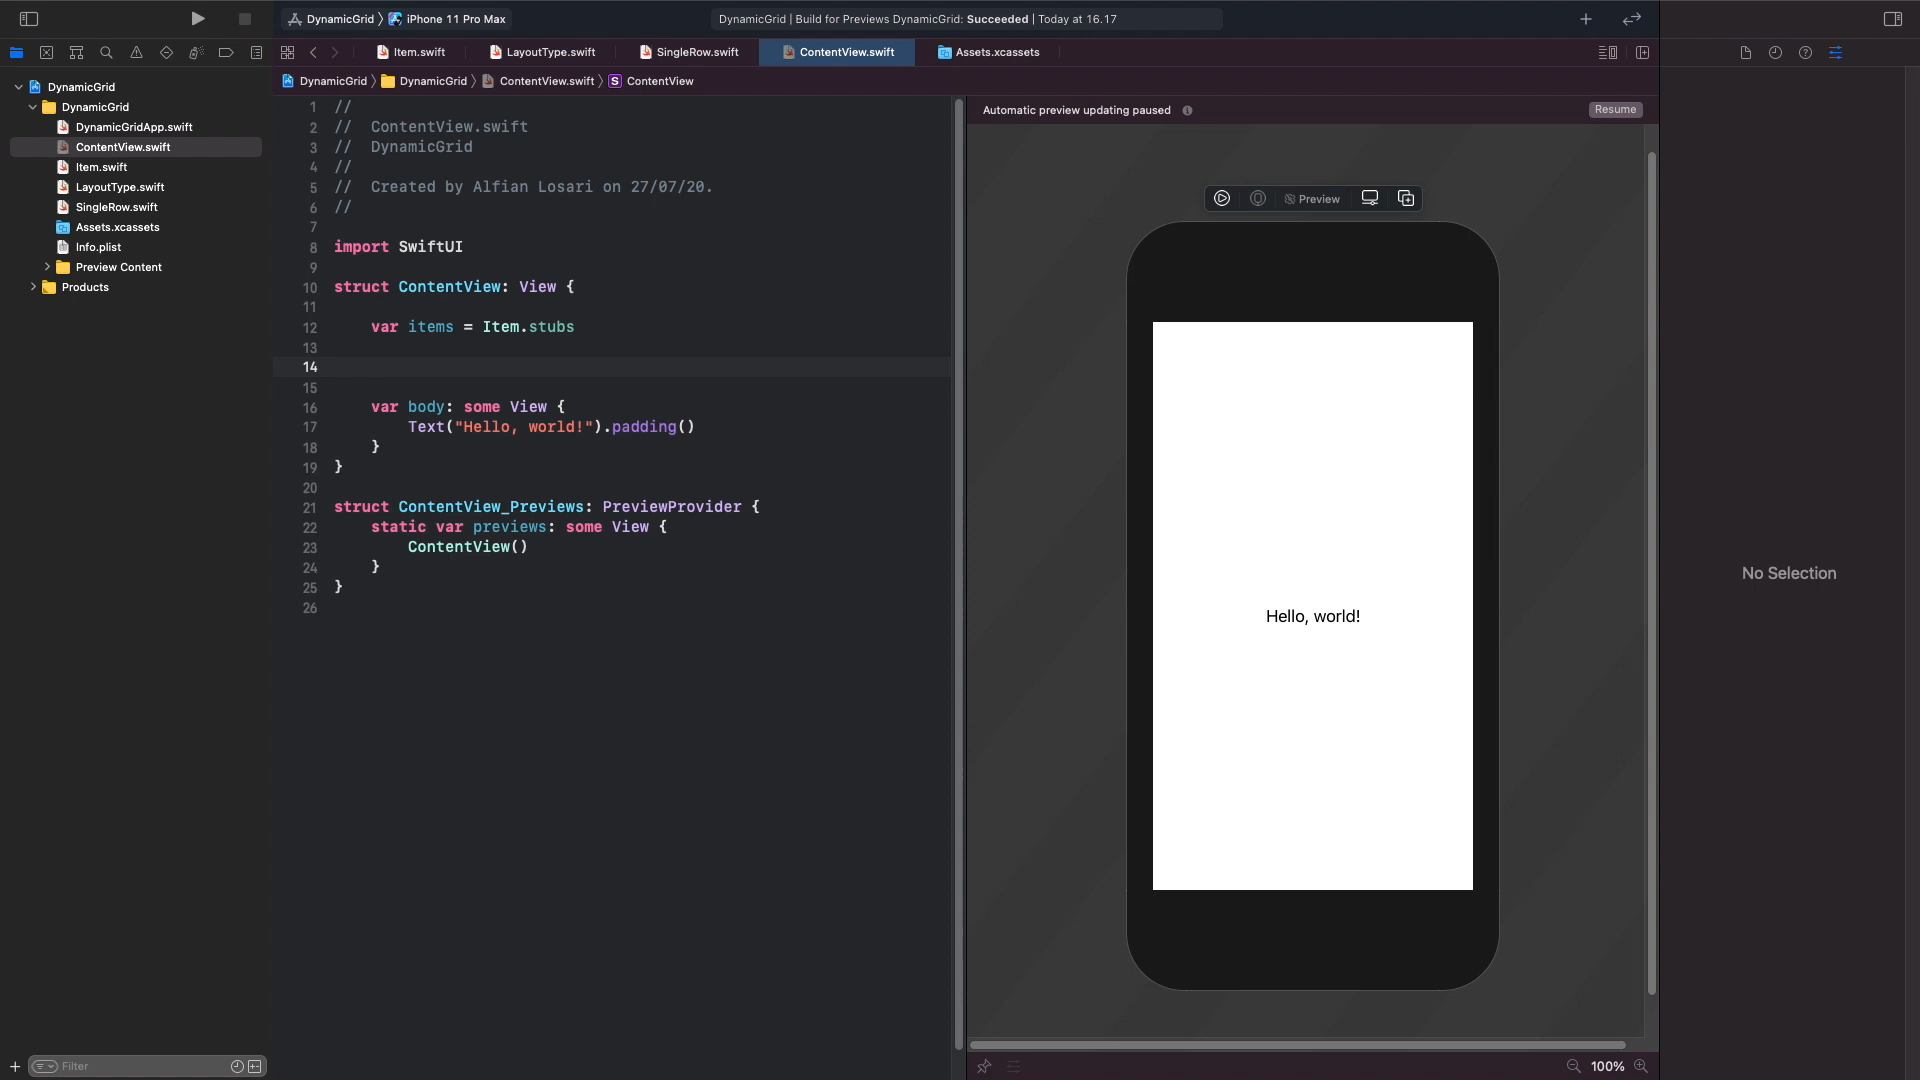 DynamicGrid
iPhone 11 Pro Max
DynamicGrid | Build for Previews DynamicGrid: Succeeded | Today at 16.17
Item.swift
LayoutType.swift
SingleRow.swift
ContentView.swift
Assets.xcassets
DynamicGrid
DynamicGrid
ContentView.swift
S ContentView
DynamicGrid
DynamicGrid
DynamicGridApp.swift
ContentView.swift
Item.swift
LayoutType.swift
SingleRow.swift
Assets.xcassets
Info.plist
Preview Content
Products
Filter
1 //
2 //  ContentView.swift
3 //  DynamicGrid
4 //
5 //  Created by Alfian Losari on 27/07/20.
6 //
7
8 import SwiftUI
9
10 struct ContentView: View {
11
12     var items = Item.stubs
13
14
15
16     var body: some View {
17         Text("Hello, world!").padding()
18     }
19 }
20
21 struct ContentView_Previews: PreviewProvider {
22     static var previews: some View {
23         ContentView()
24     }
25 }
26
Automatic preview updating paused
Resume
Preview
Hello, world!
100%
No Selection